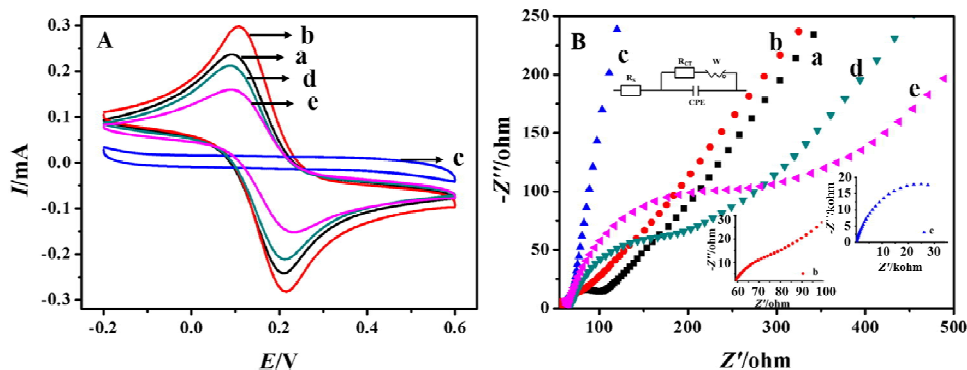 A
b
a
d
e
c
0.3
0.2
0.1
0.0
-0.1
-0.2
-0.3
I/mA
-0.2
0.0
0.2
0.4
0.6
E/V
B
c
b
a
d
e
250
200
150
100
50
0
-Z''/ohm
100
200
300
400
500
Z'/ohm
R_s
R_CT
W
CPE
30
20
10
-Z''/ohm
60
70
80
90
100
Z'/ohm
b
20
15
10
5
0
-Z''/kohm
10
20
30
40
Z'/kohm
c